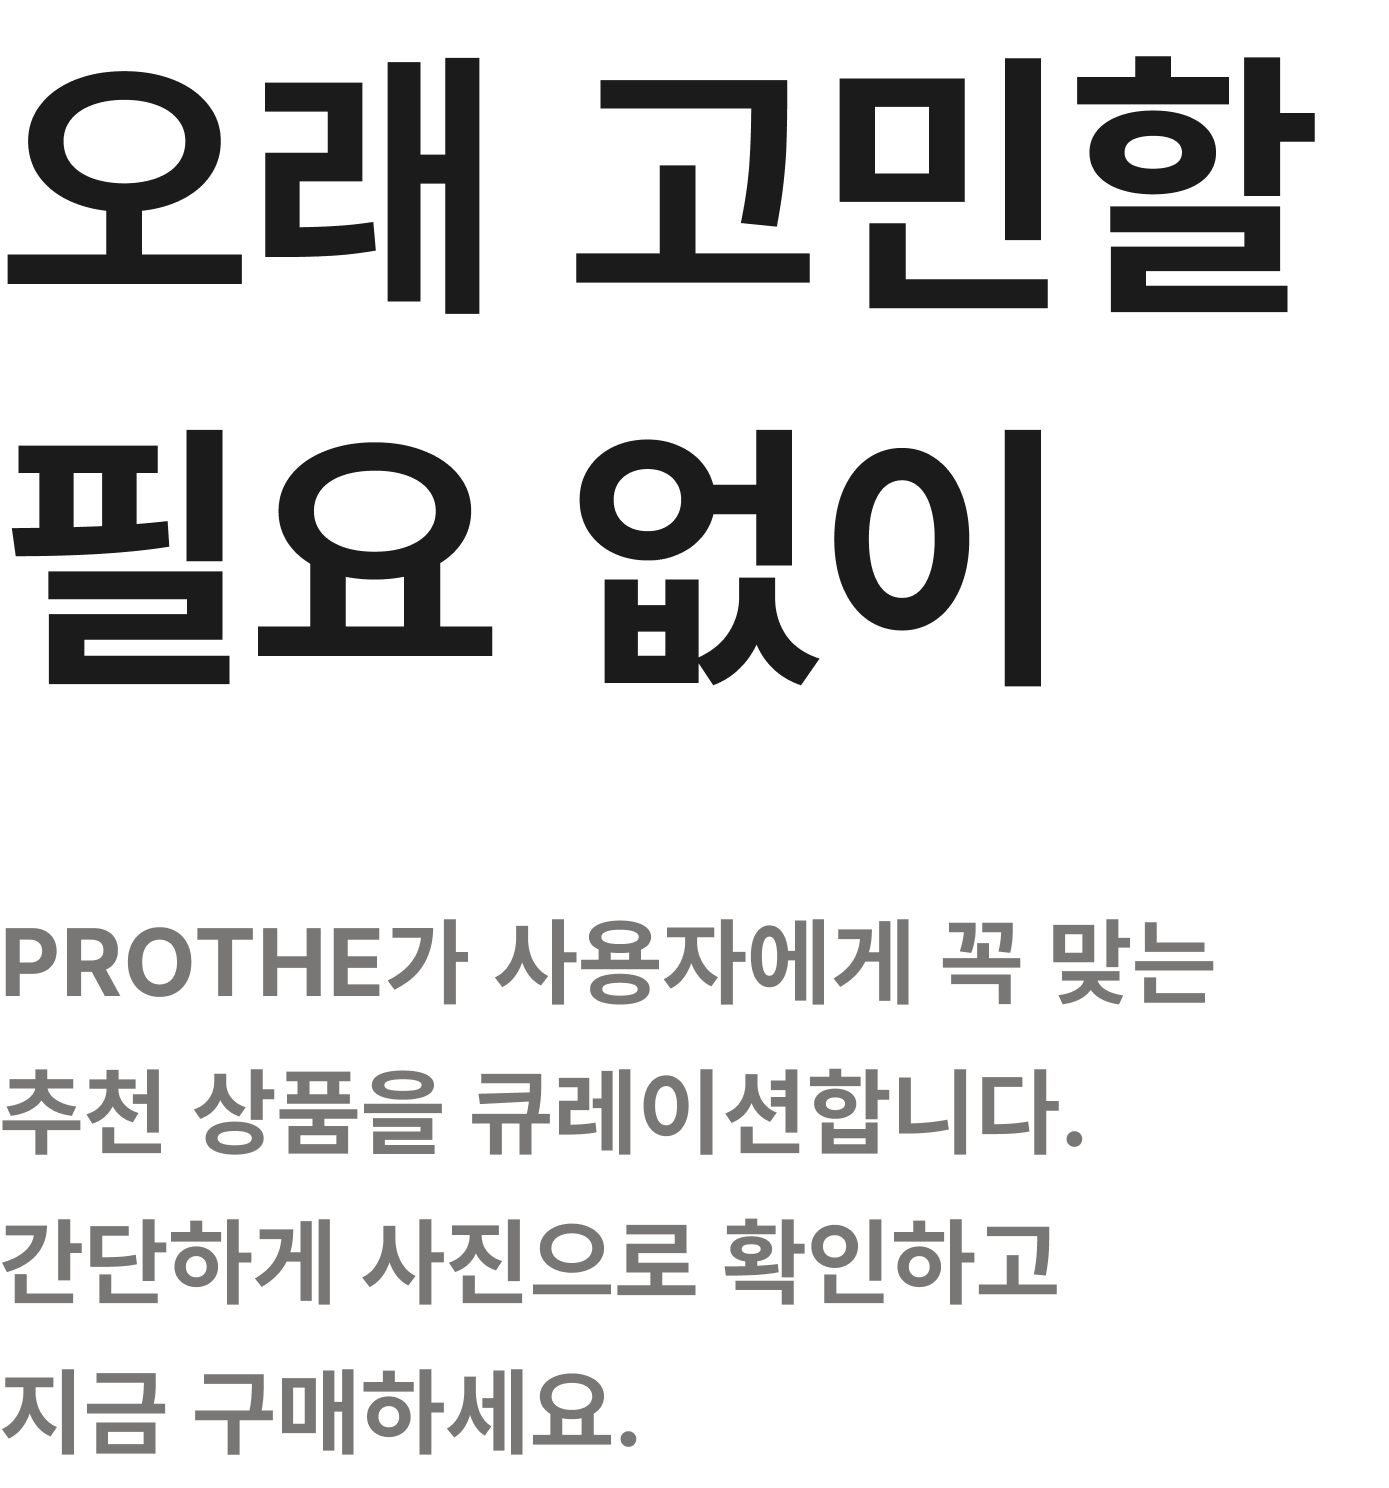 오래 고민할
필요 없이
PROTHE가 사용자에게 꼭 맞는
추천 상품을 큐레이션합니다.
간단하게 사진으로 확인하고
지금 구매하세요.